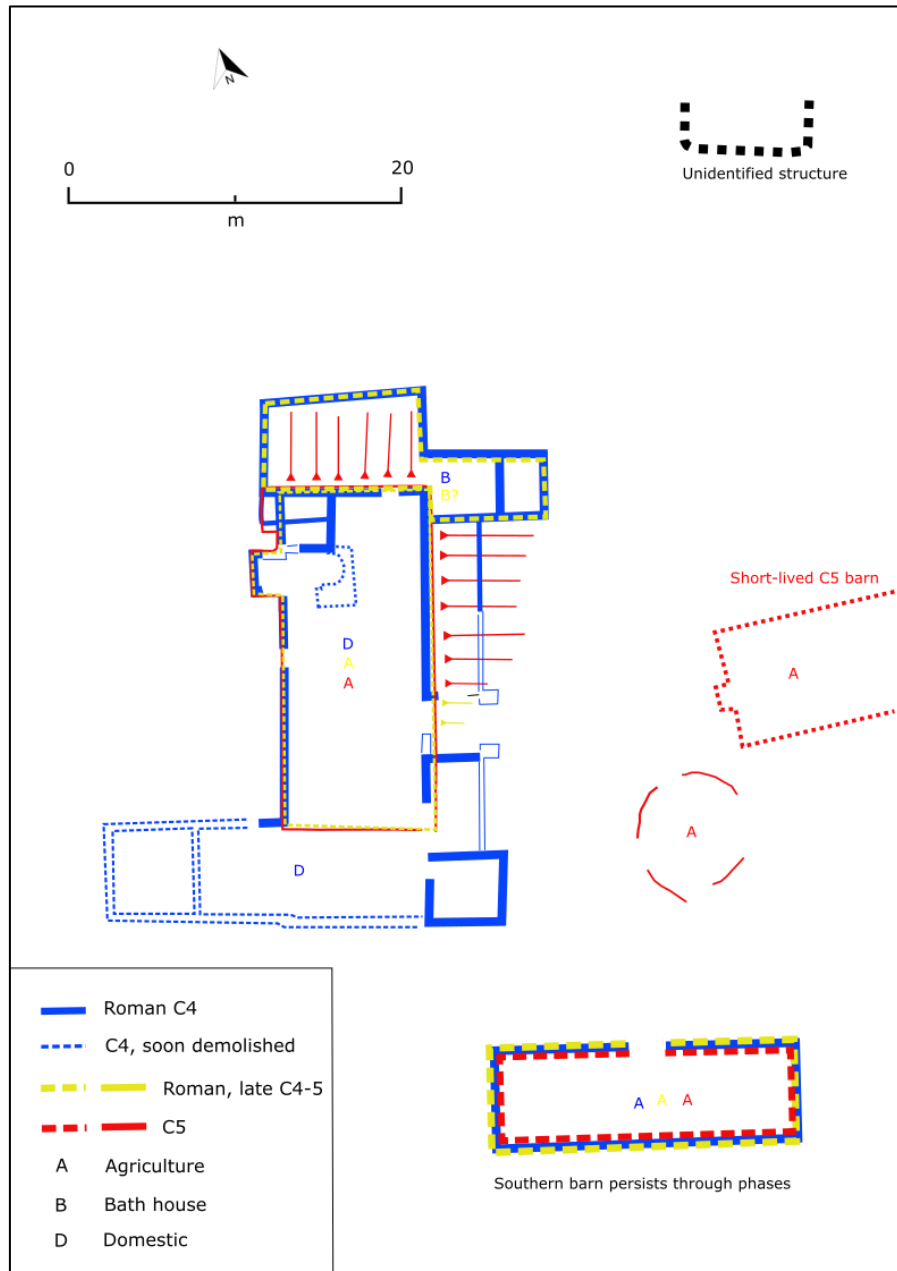 N
0 20
m
Unidentified structure
B
B?
Short-lived C5 barn
D
A
A
A
A
D
Roman C4
C4, soon demolished
Roman, late C4-5
C5
A Agriculture
B Bath house
D Domestic
A A A
Southern barn persists through phases